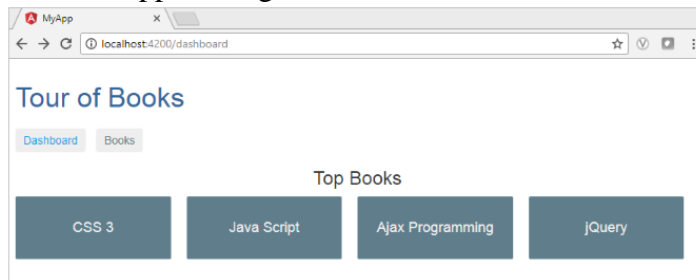 MyApp
localhost:4200/dashboard
Tour of Books
Dashboard Books
Top Books
CSS 3 Java Script Ajax Programming jQuery